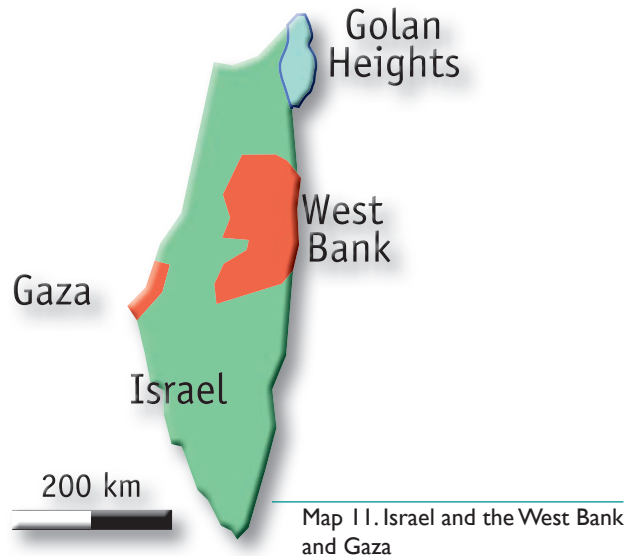 Golan
Heights
West
Bank
Gaza
Israel
200 km
Map 11. Israel and the West Bank
and Gaza